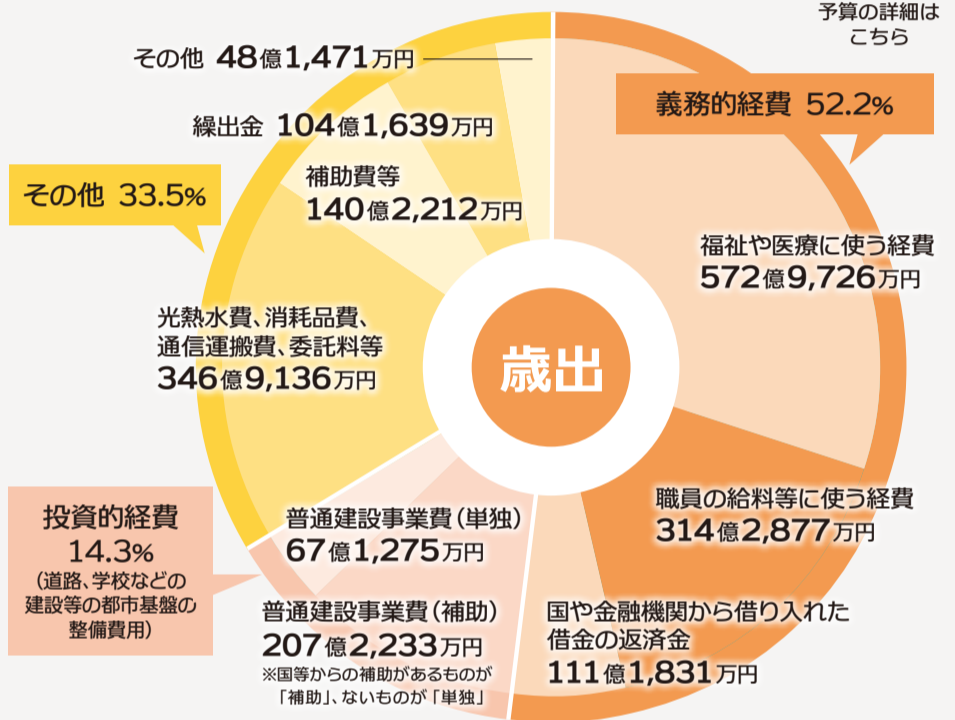 予算の詳細は
こちら
歳出
義務的経費 52.2%
福祉や医療に使う経費
572億9,726万円
職員の給料等に使う経費
314億2,877万円
国や金融機関から借り入れた
借金の返済金
111億1,831万円
投資的経費
14.3%
(道路、学校などの
建設等の都市基盤の
整備費用)
普通建設事業費(補助)
207億2,233万円
※国等からの補助があるものが
「補助」、ないものが「単独」
普通建設事業費(単独)
67億1,275万円
その他 33.5%
光熱水費、消耗品費、
通信運搬費、委託料等
346億9,136万円
補助費等
140億2,212万円
繰出金 104億1,639万円
その他 48億1,471万円